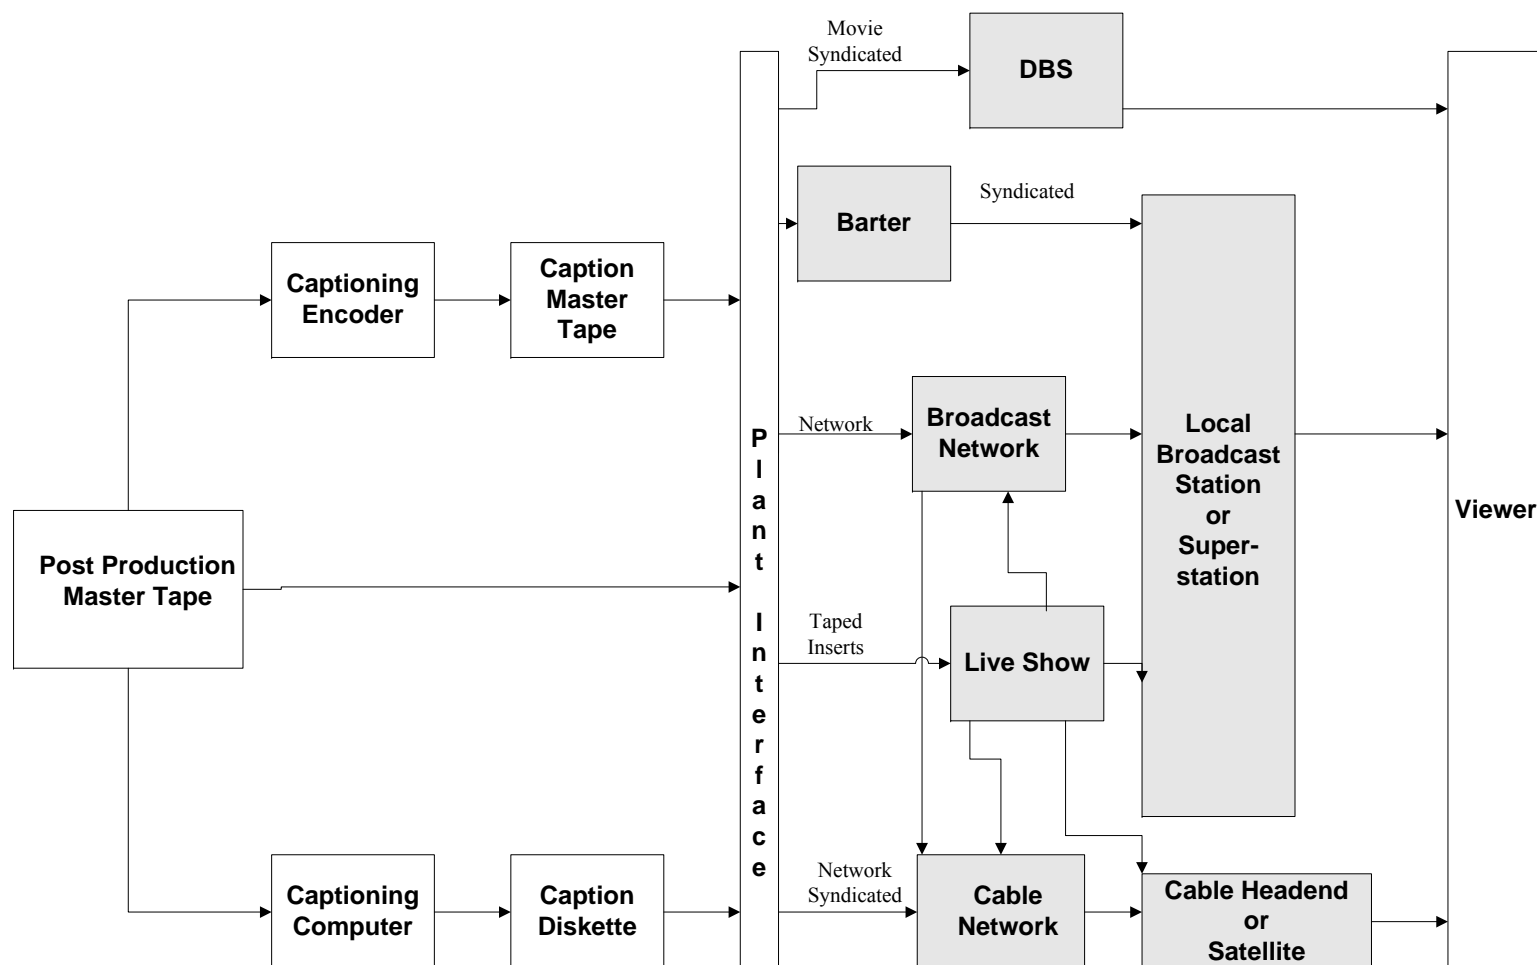 Movie
Syndicated
DBS
Barter
Syndicated
Captioning
Encoder
Caption
Master
Tape
Network
Broadcast
Network
Local
Broadcast
Station
or
Super-
station
Plant Interface
Viewer
Post Production
Master Tape
Taped
Inserts
Live Show
Captioning
Computer
Caption
Diskette
Network
Syndicated
Cable
Network
Cable Headend
or
Satellite